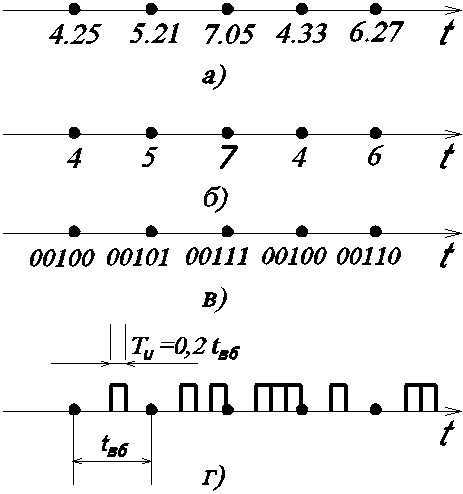 4.25 5.21 7.05 4.33 6.27 t
а)
4 5 7 4 6 t
б)
00100 00101 00111 00100 00110 t
в)
Tи =0,2 tвб
tвб t
г)